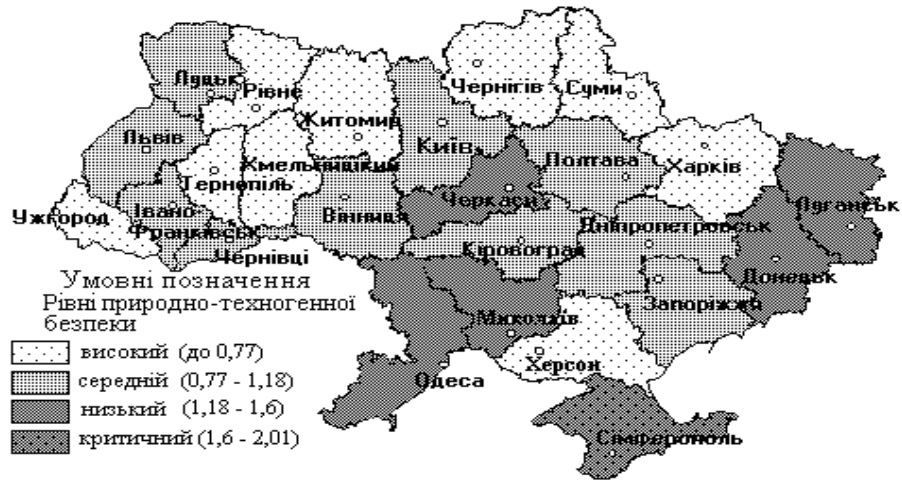 Луцьк
Рівне
Чернігів
Суми
Житомир
Львів
Київ
Полтава
Харків
Хмельницький
Тернопіль
Черкаси
Луганськ
Ужгород
Івано-
Франківськ
Вінниця
Дніпропетровськ
Чернівці
Кіровоград
Донецьк
Запоріжжя
Миколаїв
Херсон
Одеса
Сімферополь
Умовні позначення
Рівні природно-техногенної
безпеки
високий (до 0,77)
середній (0,77 - 1,18)
низький (1,18 - 1,6)
критичний (1,6 - 2,01)